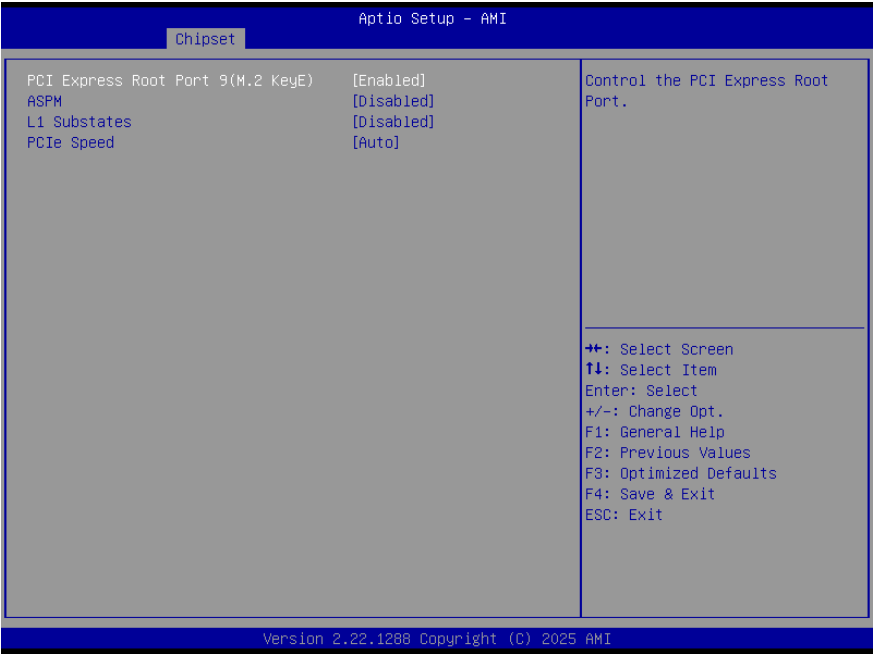 Aptio Setup – AMI
Chipset
PCI Express Root Port 9(M.2 KeyE) [Enabled]
ASPM [Disabled]
L1 Substates [Disabled]
PCIe Speed [Auto]
Control the PCI Express Root
Port.
→←: Select Screen
↑↓: Select Item
Enter: Select
+/-: Change Opt.
F1: General Help
F2: Previous Values
F3: Optimized Defaults
F4: Save & Exit
ESC: Exit
Version 2.22.1288 Copyright (C) 2025 AMI